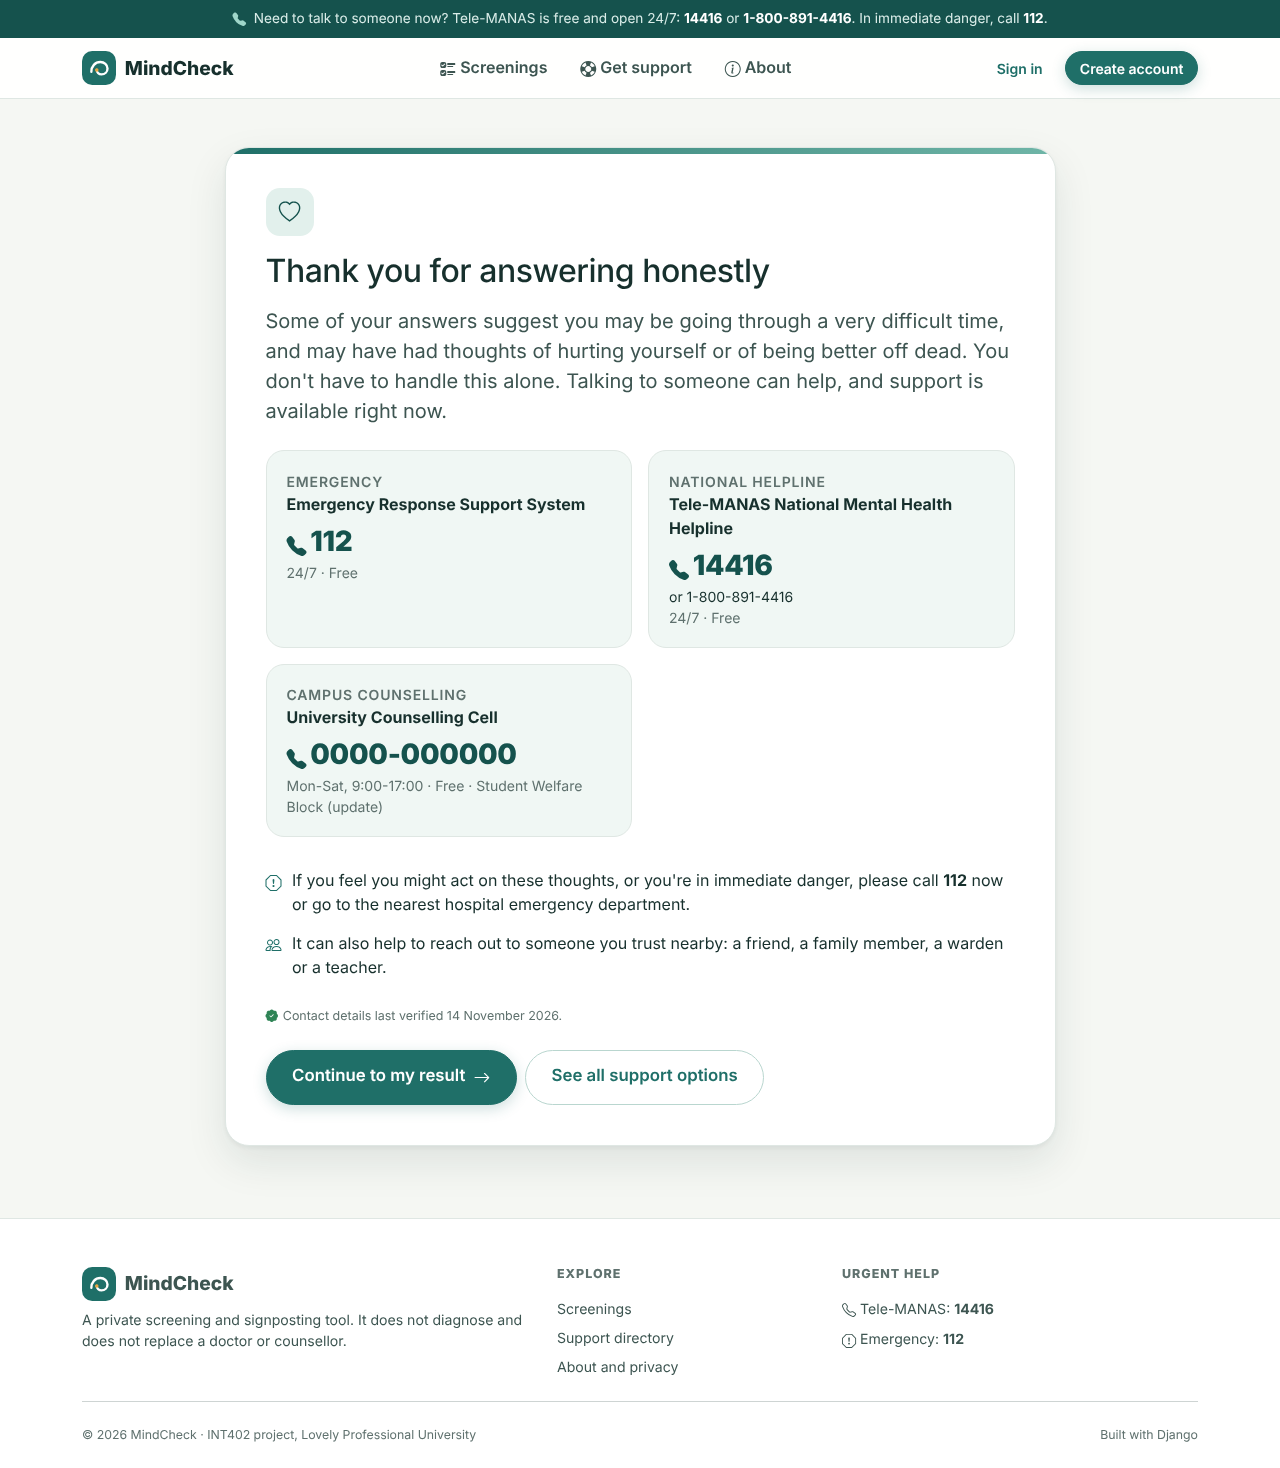 Need to talk to someone now? Tele-MANAS is free and open 24/7: 14416 or 1-800-891-4416. In immediate danger, call 112.
MindCheck
Screenings
Get support
About
Sign in
Create account
Thank you for answering honestly
Some of your answers suggest you may be going through a very difficult time,
and may have had thoughts of hurting yourself or of being better off dead. You
don't have to handle this alone. Talking to someone can help, and support is
available right now.
EMERGENCY
Emergency Response Support System
112
24/7 · Free
NATIONAL HELPLINE
Tele-MANAS National Mental Health
Helpline
14416
or 1-800-891-4416
24/7 · Free
CAMPUS COUNSELLING
University Counselling Cell
0000-000000
Mon-Sat, 9:00-17:00 · Free · Student Welfare
Block (update)
If you feel you might act on these thoughts, or you're in immediate danger, please call 112 now
or go to the nearest hospital emergency department.
It can also help to reach out to someone you trust nearby: a friend, a family member, a warden
or a teacher.
Contact details last verified 14 November 2026.
Continue to my result →
See all support options
MindCheck
A private screening and signposting tool. It does not diagnose and
does not replace a doctor or counsellor.
EXPLORE
Screenings
Support directory
About and privacy
URGENT HELP
Tele-MANAS: 14416
Emergency: 112
© 2026 MindCheck · INT402 project, Lovely Professional University
Built with Django